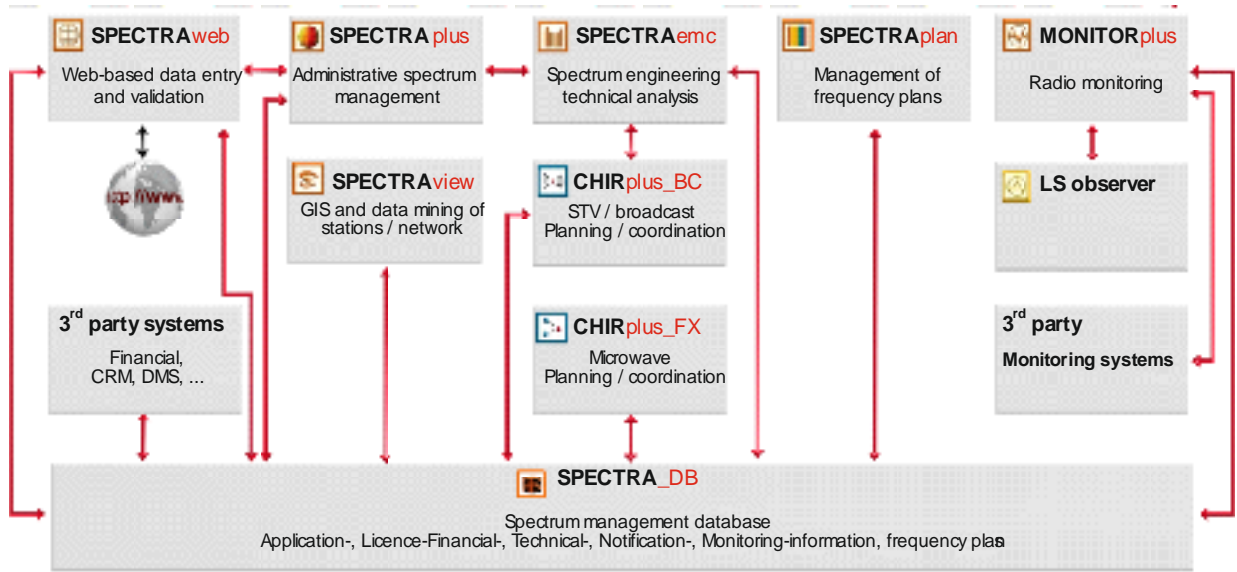 SPECTRAweb
Web-based data entry
and validation
SPECTRAplus
Administrative spectrum
management
SPECTRAemc
Spectrum engineering
technical analysis
SPECTRAplan
Management of
frequency plans
MONITORplus
Radio monitoring
SPECTRAview
GIS and data mining of
stations / network
CHIRplus_BC
STV / broadcast
Planning / coordination
LS observer
3rd party systems
Financial,
CRM, DMS, ...
CHIRplus_FX
Microwave
Planning / coordination
3rd party
Monitoring systems
SPECTRA_DB
Spectrum management database
Application-, Licence-Financial-, Technical-, Notification-, Monitoring-information, frequency plans